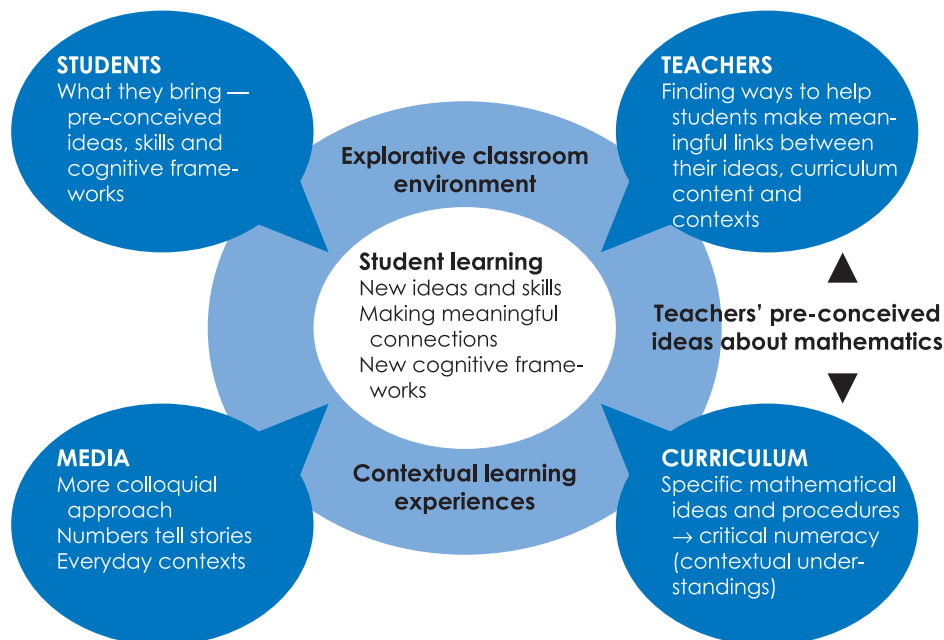 STUDENTS
What they bring —
pre-conceived
ideas, skills and
cognitive frame-
works
TEACHERS
Finding ways to help
students make mean-
ingful links between
their ideas, curriculum
content and
contexts
Explorative classroom
environment
Student learning
New ideas and skills
Making meaningful
connections
New cognitive frame-
works
Teachers’ pre-conceived
ideas about mathematics
MEDIA
More colloquial
approach
Numbers tell stories
Everyday contexts
Contextual learning
experiences
CURRICULUM
Specific mathematical
ideas and procedures
→ critical numeracy
(contextual under-
standings)